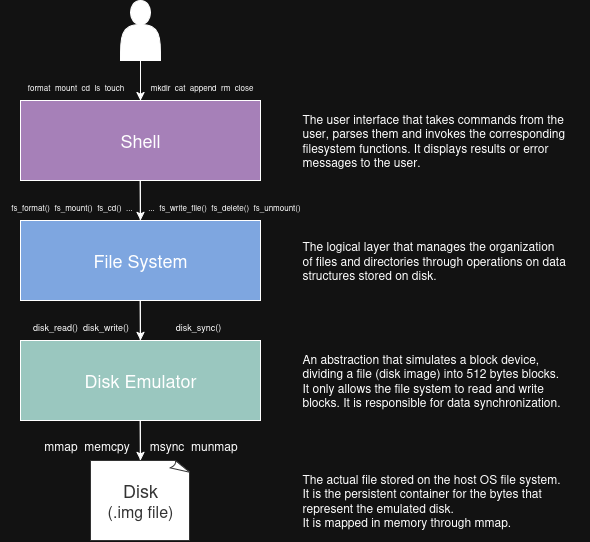 format mount cd ls touch
mkdir cat append rm close
Shell
The user interface that takes commands from the
user, parses them and invokes the corresponding
filesystem functions. It displays results or error
messages to the user.
fs_format() fs_mount() fs_cd() ...
... fs_write_file() fs_delete() fs_unmount()
File System
The logical layer that manages the organization
of files and directories through operations on data
structures stored on disk.
disk_read() disk_write()
disk_sync()
Disk Emulator
An abstraction that simulates a block device,
dividing a file (disk image) into 512 bytes blocks.
It only allows the file system to read and write
blocks. It is responsible for data synchronization.
mmap memcpy
msync munmap
Disk
(.img file)
The actual file stored on the host OS file system.
It is the persistent container for the bytes that
represent the emulated disk.
It is mapped in memory through mmap.